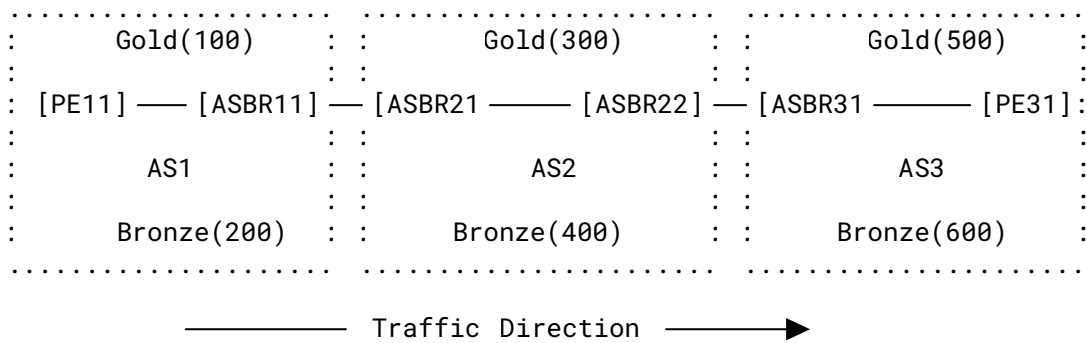 Gold(100) Gold(300) Gold(500)
[PE11] [ASBR11] [ASBR21 [ASBR22] [ASBR31 [PE31]
AS1 AS2 AS3
Bronze(200) Bronze(400) Bronze(600)
Traffic Direction